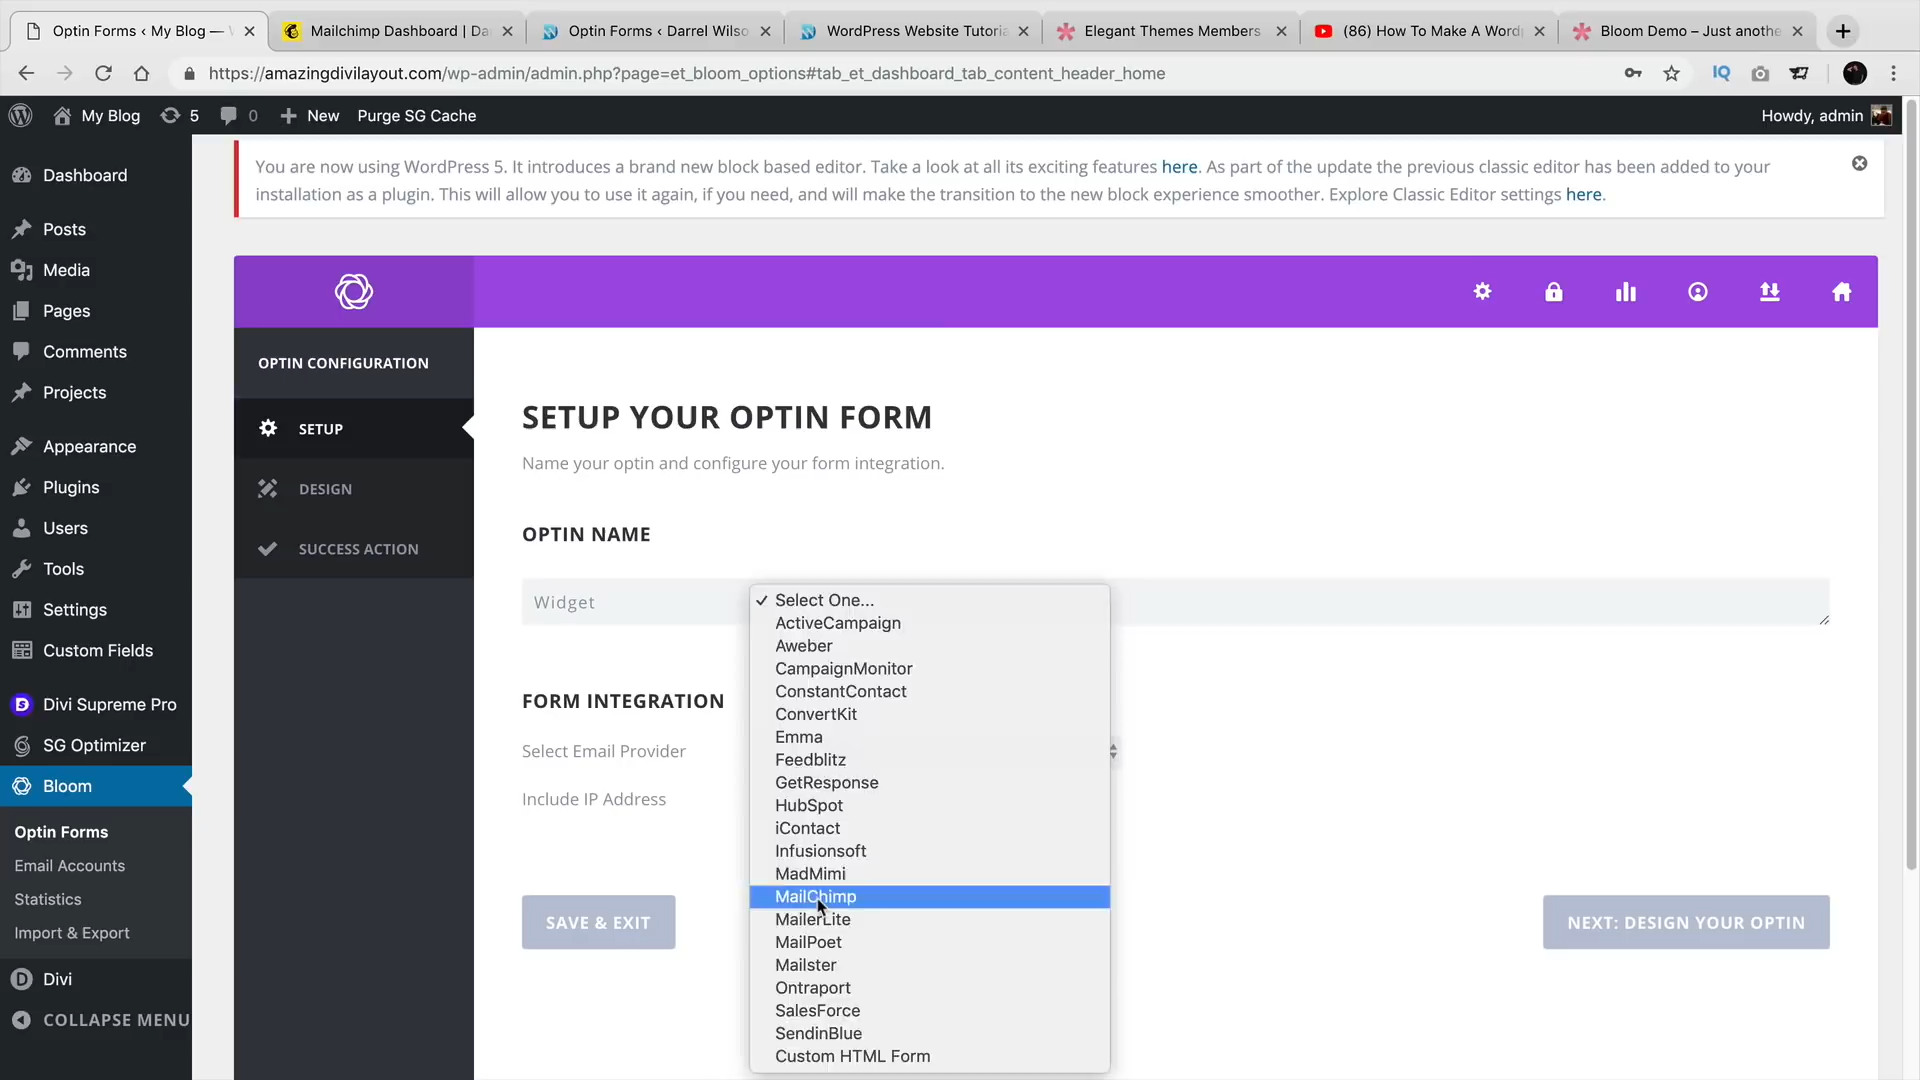 Optin Forms ‹ My Blog — W
Mailchimp Dashboard | Da
Optin Forms ‹ Darrel Wilso
WordPress Website Tutoria
Elegant Themes Members
(86) How To Make A Wordp
Bloom Demo – Just anothe
https://amazingdivilayout.com/wp-admin/admin.php?page=et_bloom_options#tab_et_dashboard_tab_content_header_home
IQ
My Blog 5 0 New Purge SG Cache
Howdy, admin
You are now using WordPress 5. It introduces a brand new block based editor. Take a look at all its exciting features here. As part of the update the previous classic editor has been added to your
installation as a plugin. This will allow you to use it again, if you need, and will make the transition to the new block experience smoother. Explore Classic Editor settings here.
Dashboard
Posts
Media
Pages
Comments
Projects
Appearance
Plugins
Users
Tools
Settings
Custom Fields
Divi Supreme Pro
SG Optimizer
Bloom
Optin Forms
Email Accounts
Statistics
Import & Export
Divi
COLLAPSE MENU
OPTIN CONFIGURATION
SETUP
DESIGN
SUCCESS ACTION
SETUP YOUR OPTIN FORM
Name your optin and configure your form integration.
OPTIN NAME
Widget
FORM INTEGRATION
Select Email Provider
Include IP Address
Select One...
ActiveCampaign
Aweber
CampaignMonitor
ConstantContact
ConvertKit
Emma
Feedblitz
GetResponse
HubSpot
iContact
Infusionsoft
MadMimi
MailChimp
MailerLite
MailPoet
Mailster
Ontraport
SalesForce
SendinBlue
Custom HTML Form
SAVE & EXIT
NEXT: DESIGN YOUR OPTIN